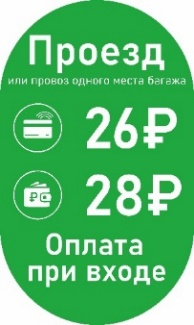 Проезд
или провоз одного места багажа
26₽
28₽
Оплата
при входе